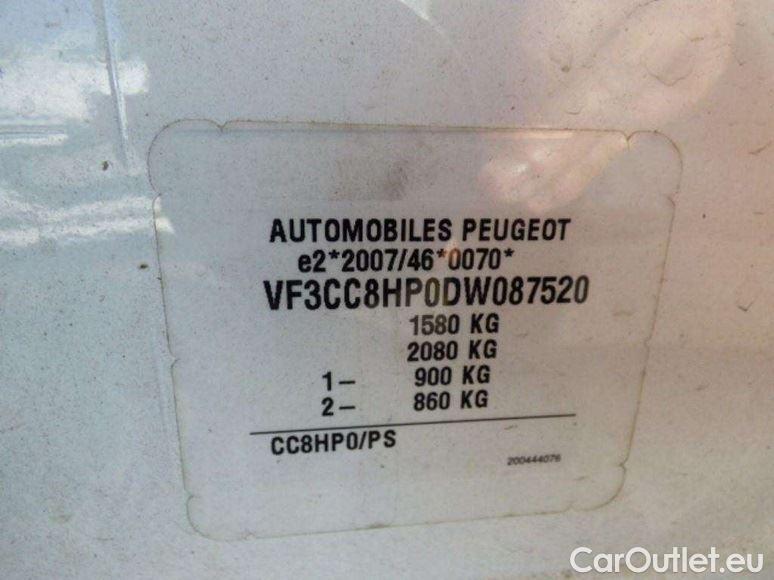 AUTOMOBILES PEUGEOT
e2*2007/46*0070*
VF3CC8HP0DW087520
1580 KG
2080 KG
1– 900 KG
2– 860 KG
CC8HP0/PS
200444076
CarOutlet.eu